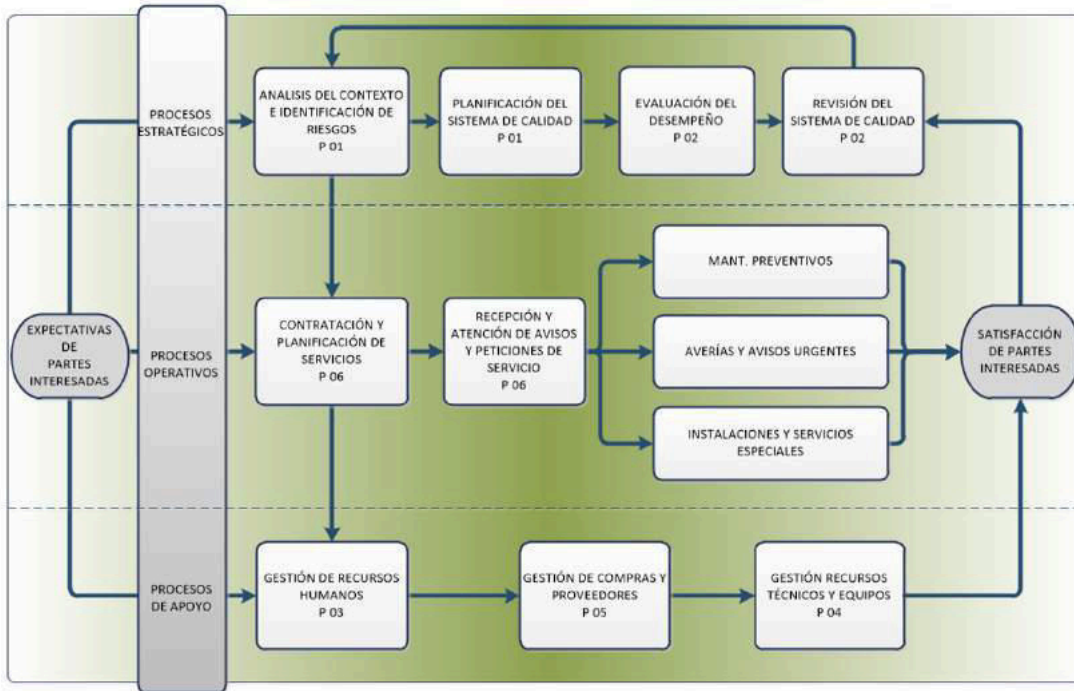 PROCESOS
ESTRATÉGICOS
ANALISIS DEL CONTEXTO
E IDENTIFICACIÓN DE
RIESGOS
P 01
PLANIFICACIÓN DEL
SISTEMA DE CALIDAD
P 01
EVALUACIÓN DEL
DESEMPEÑO
P 02
REVISIÓN DEL
SISTEMA DE CALIDAD
P 02
EXPECTATIVAS
DE
PARTES
INTERESADAS
PROCESOS
OPERATIVOS
CONTRATACIÓN Y
PLANIFICACIÓN DE
SERVICIOS
P 06
RECEPCIÓN Y
ATENCIÓN DE AVISOS
Y PETICIONES DE
SERVICIO
P 06
MANT. PREVENTIVOS
AVERÍAS Y AVISOS URGENTES
INSTALACIONES Y SERVICIOS
ESPECIALES
SATISFACCIÓN
DE PARTES
INTERESADAS
PROCESOS
DE APOYO
GESTIÓN DE RECURSOS
HUMANOS
P 03
GESTIÓN DE COMPRAS Y
PROVEEDORES
P 05
GESTIÓN RECURSOS
TÉCNICOS Y EQUIPOS
P 04